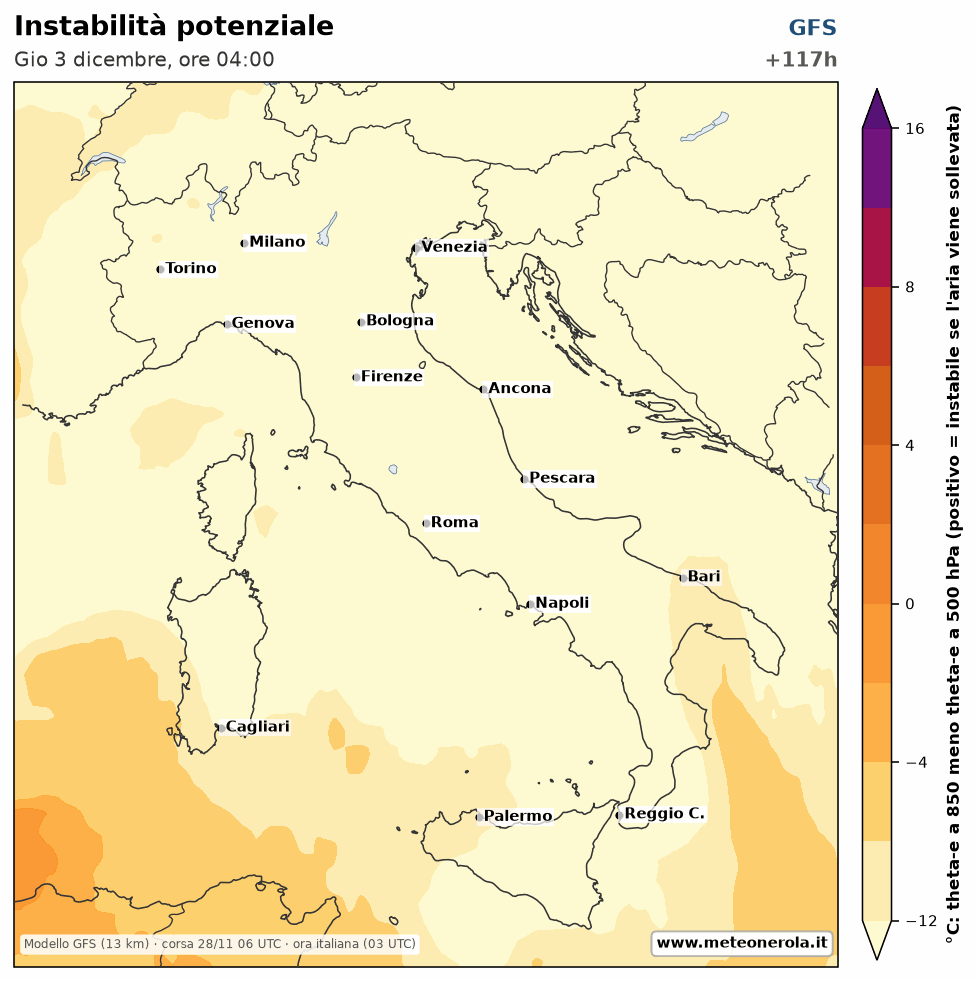 Instabilità potenziale
GFS
Gio 3 dicembre, ore 04:00
+117h
Milano
Venezia
Torino
Genova
Bologna
Firenze
Ancona
Pescara
Roma
Bari
Napoli
Cagliari
Palermo
Reggio C.
Modello GFS (13 km) · corsa 28/11 06 UTC · ora italiana (03 UTC)
www.meteonerola.it
16
8
4
0
−4
−12
°C: theta-e a 850 meno theta-e a 500 hPa (positivo = instabile se l'aria viene sollevata)